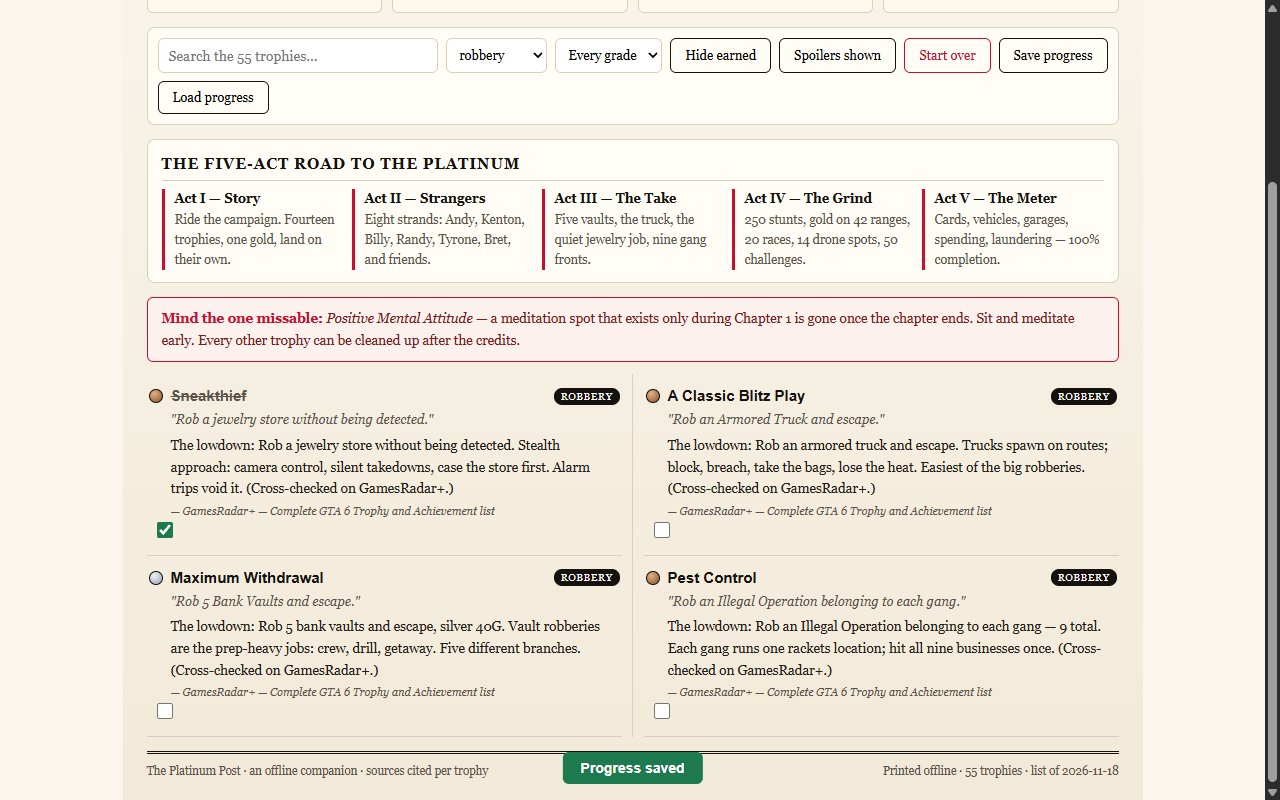 Search the 55 trophies...
robbery
Every grade
Hide earned
Spoilers shown
Start over
Save progress
Load progress
THE FIVE-ACT ROAD TO THE PLATINUM
Act I — Story
Ride the campaign. Fourteen
trophies, one gold, land on
their own.
Act II — Strangers
Eight strands: Andy, Kenton,
Billy, Randy, Tyrone, Bret,
and friends.
Act III — The Take
Five vaults, the truck, the
quiet jewelry job, nine gang
fronts.
Act IV — The Grind
250 stunts, gold on 42 ranges,
20 races, 14 drone spots, 50
challenges.
Act V — The Meter
Cards, vehicles, garages,
spending, laundering — 100%
completion.
Mind the one missable: Positive Mental Attitude — a meditation spot that exists only during Chapter 1 is gone once the chapter ends. Sit and meditate
early. Every other trophy can be cleaned up after the credits.
Sneakthief
ROBBERY
"Rob a jewelry store without being detected."
The lowdown: Rob a jewelry store without being detected. Stealth
approach: camera control, silent takedowns, case the store first. Alarm
trips void it. (Cross-checked on GamesRadar+.)
— GamesRadar+ — Complete GTA 6 Trophy and Achievement list
A Classic Blitz Play
ROBBERY
"Rob an Armored Truck and escape."
The lowdown: Rob an armored truck and escape. Trucks spawn on routes;
block, breach, take the bags, lose the heat. Easiest of the big robberies.
(Cross-checked on GamesRadar+.)
— GamesRadar+ — Complete GTA 6 Trophy and Achievement list
Maximum Withdrawal
ROBBERY
"Rob 5 Bank Vaults and escape."
The lowdown: Rob 5 bank vaults and escape, silver 40G. Vault robberies
are the prep-heavy jobs: crew, drill, getaway. Five different branches.
(Cross-checked on GamesRadar+.)
— GamesRadar+ — Complete GTA 6 Trophy and Achievement list
Pest Control
ROBBERY
"Rob an Illegal Operation belonging to each gang."
The lowdown: Rob an Illegal Operation belonging to each gang — 9 total.
Each gang runs one rackets location; hit all nine businesses once. (Cross-
checked on GamesRadar+.)
— GamesRadar+ — Complete GTA 6 Trophy and Achievement list
The Platinum Post · an offline companion · sources cited per trophy
Progress saved
Printed offline · 55 trophies · list of 2026-11-18